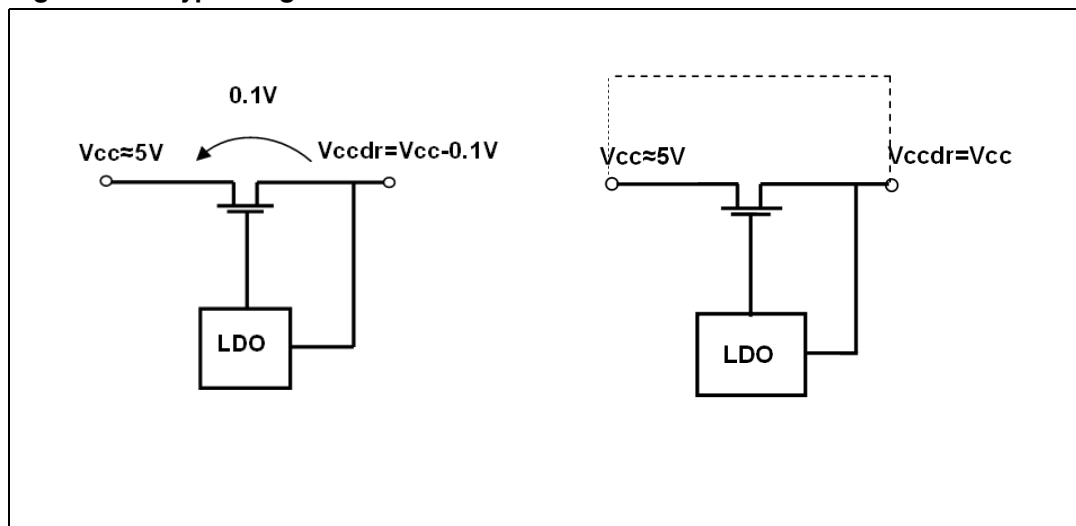 0.1V
Vcc≈5V
Vccdr=Vcc-0.1V
LDO
Vcc≈5V
Vccdr=Vcc
LDO